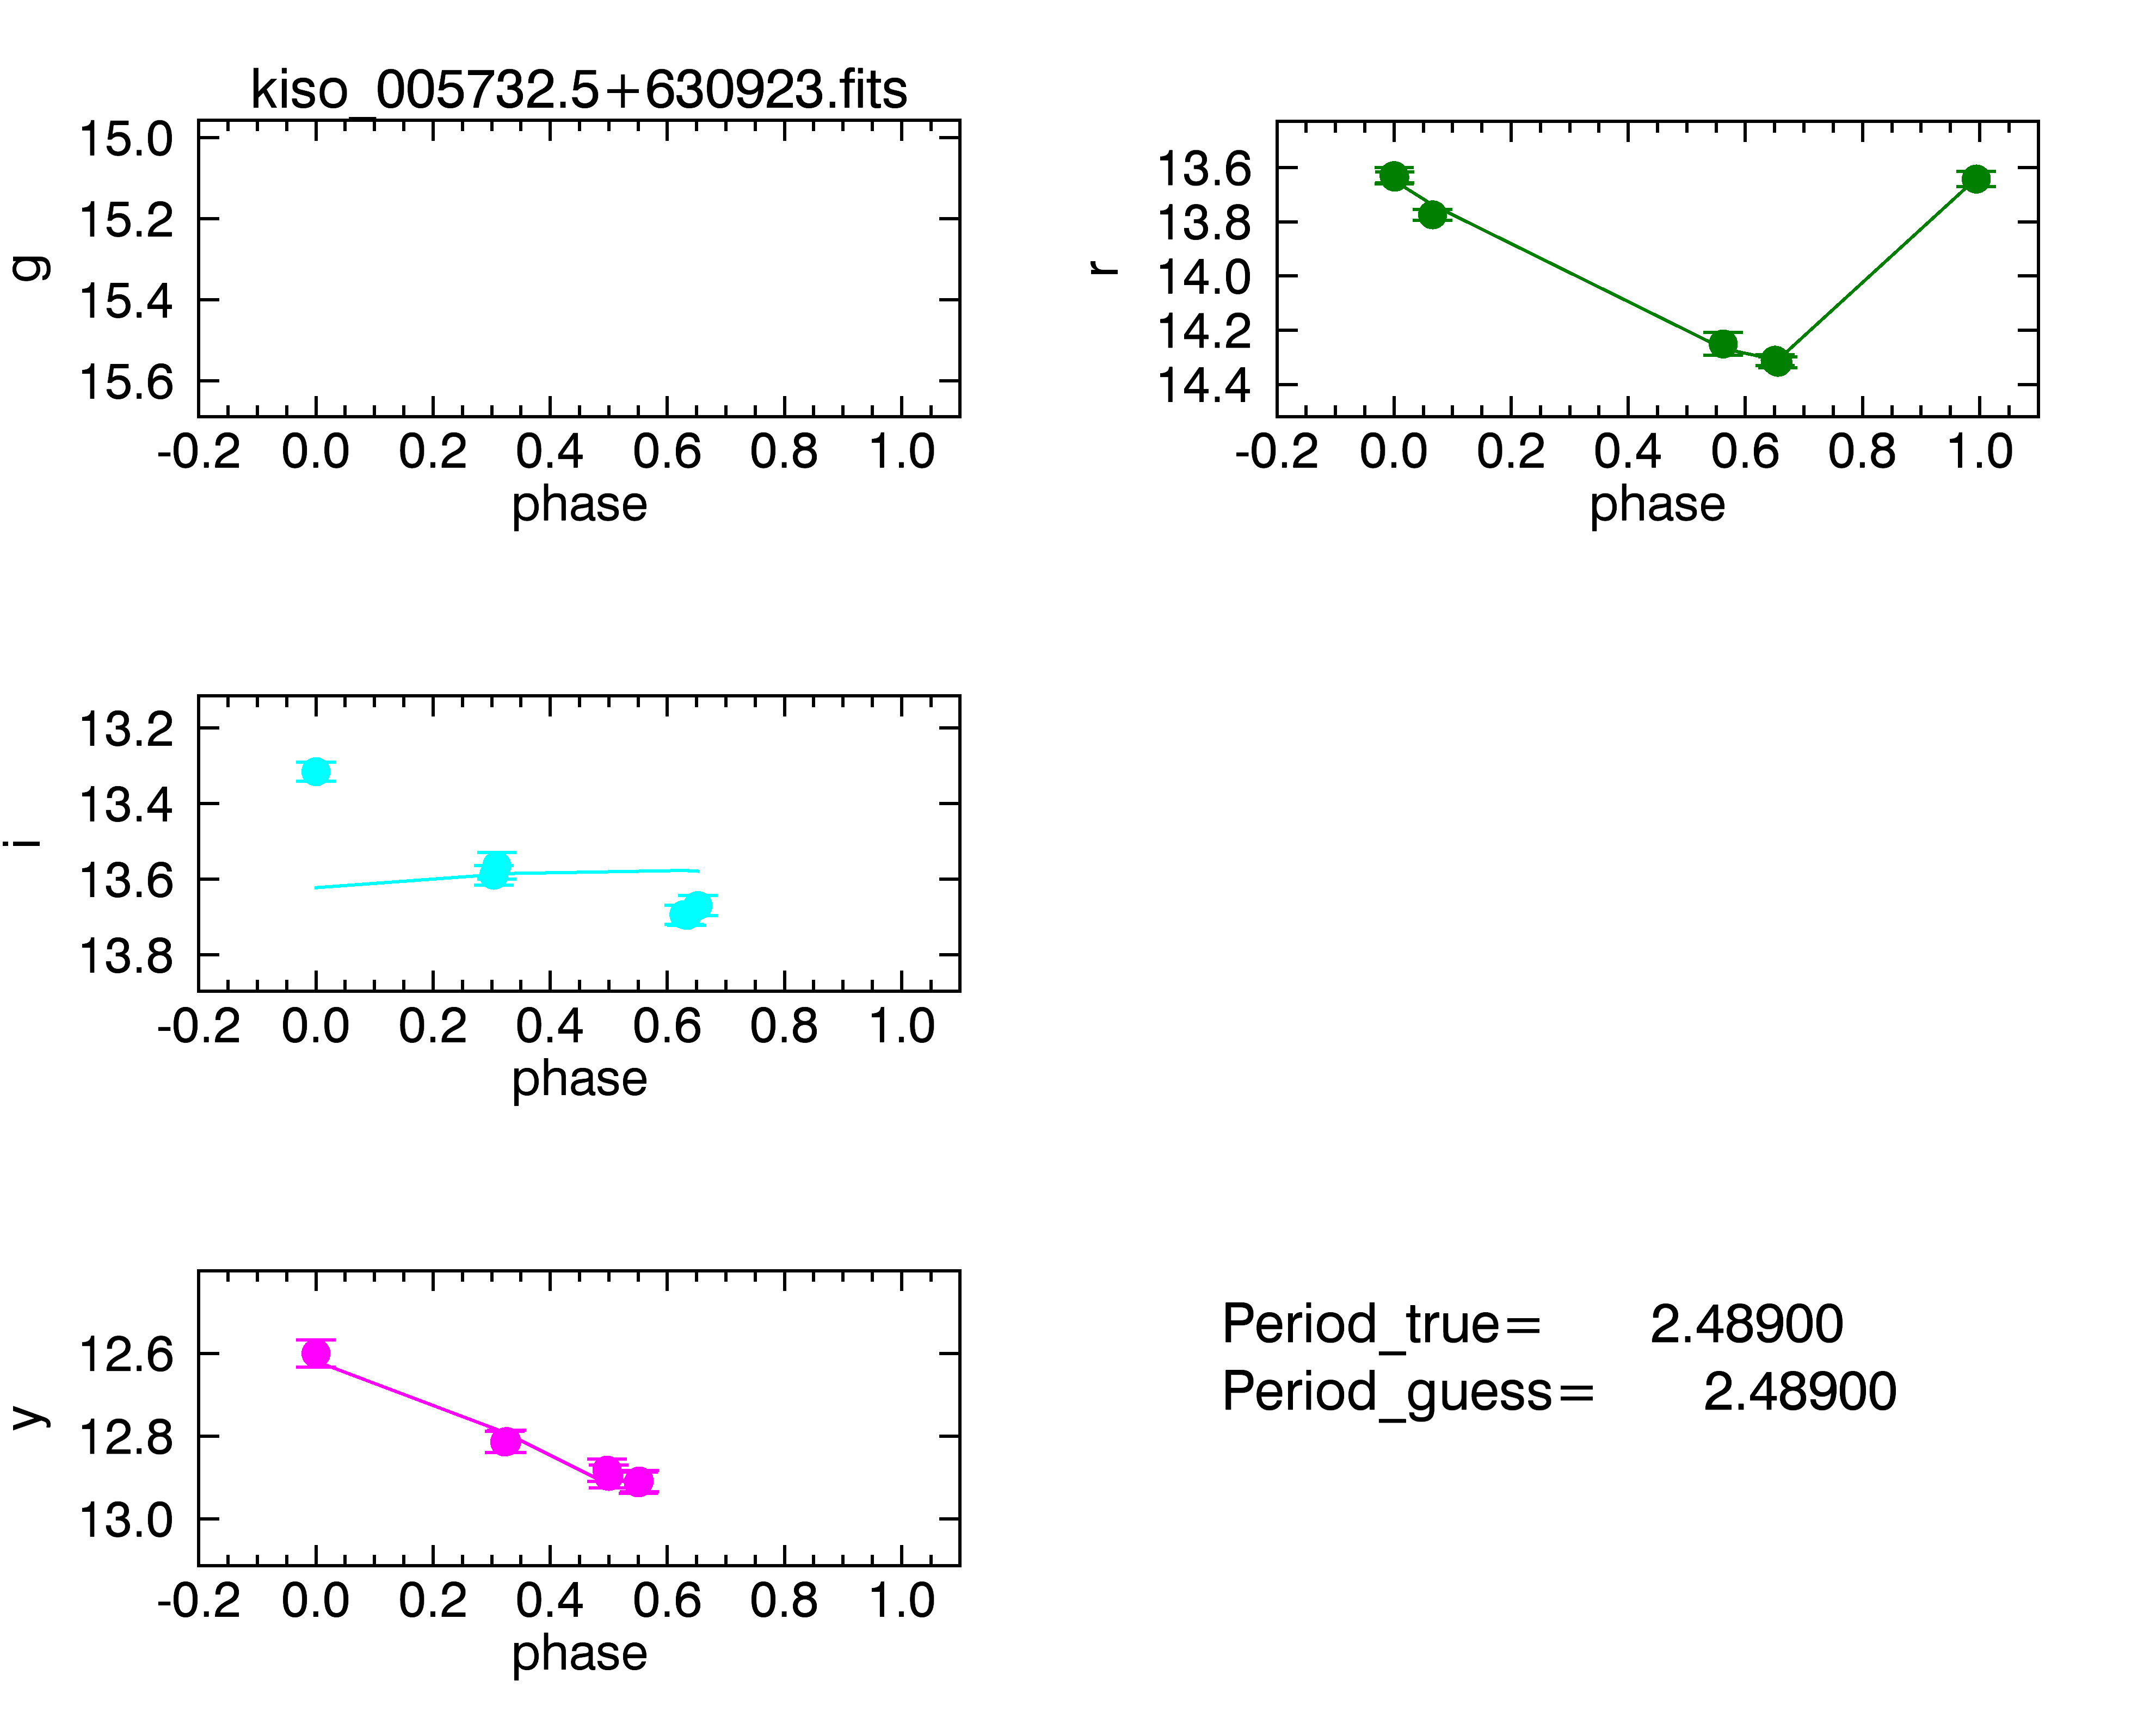 kiso_005732.5+630923.fits
15.0
15.2
15.4
15.6
g
-0.2 0.0 0.2 0.4 0.6 0.8 1.0
phase
13.6
13.8
14.0
14.2
14.4
r
-0.2 0.0 0.2 0.4 0.6 0.8 1.0
phase
13.2
13.4
13.6
13.8
i
-0.2 0.0 0.2 0.4 0.6 0.8 1.0
phase
12.6
12.8
13.0
y
-0.2 0.0 0.2 0.4 0.6 0.8 1.0
phase
Period_true= 2.48900
Period_guess= 2.48900